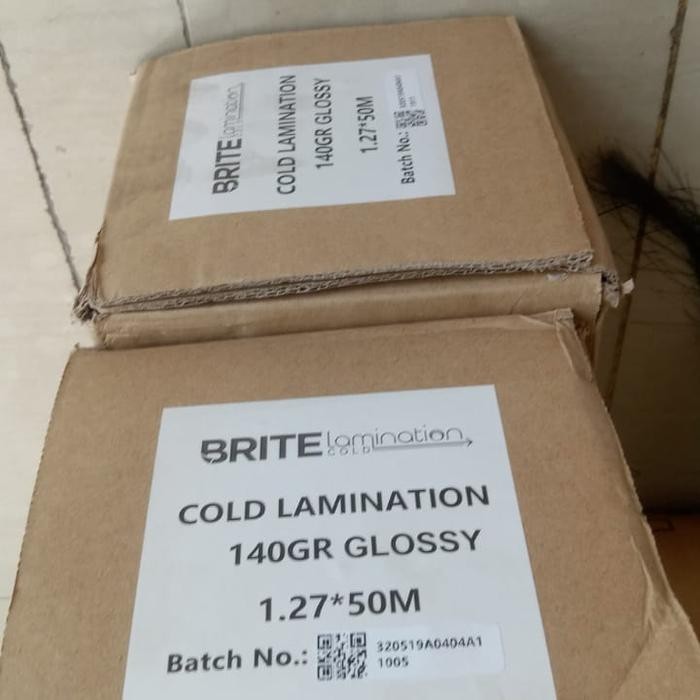 BRITE lamination
COLD LAMINATION
140GR GLOSSY
1.27*50M
Batch No.:
BRITE lamination
COLD
COLD LAMINATION
140GR GLOSSY
1.27*50M
Batch No.: 320519A0404A1
1005